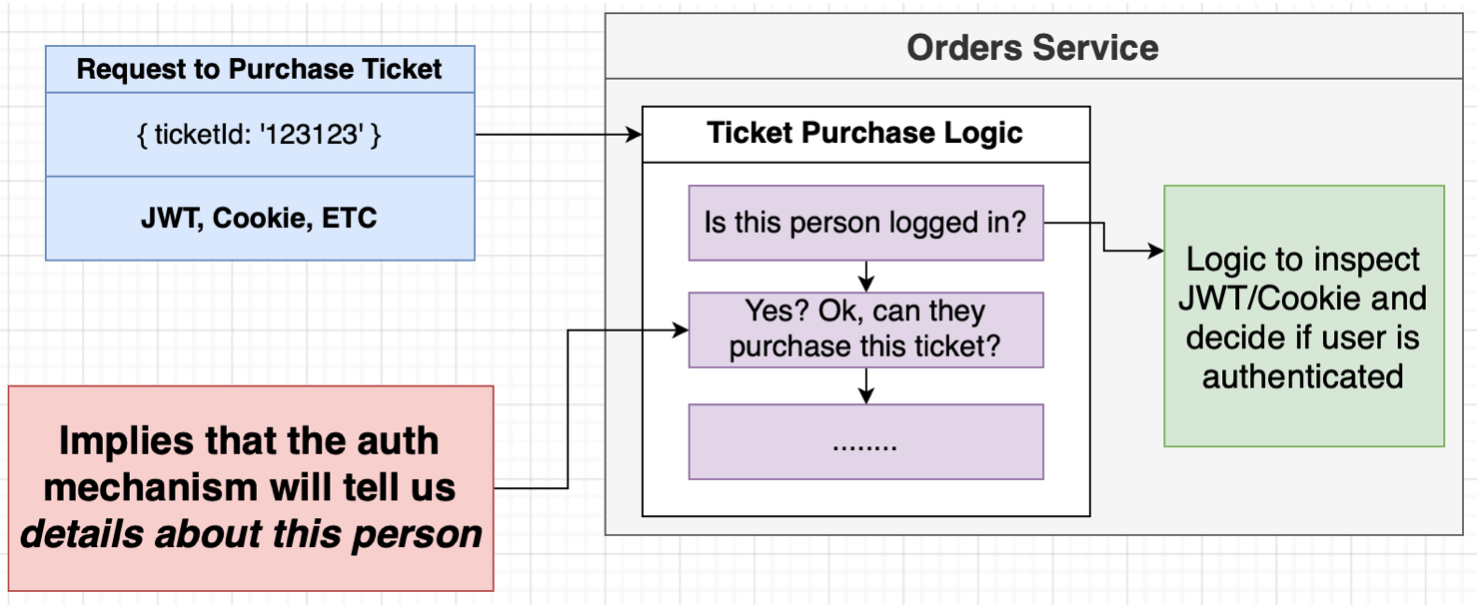 Request to Purchase Ticket
{ ticketId: '123123' }
JWT, Cookie, ETC
Orders Service
Ticket Purchase Logic
Is this person logged in?
Yes? Ok, can they
purchase this ticket?
........
Logic to inspect
JWT/Cookie and
decide if user is
authenticated
Implies that the auth
mechanism will tell us
details about this person